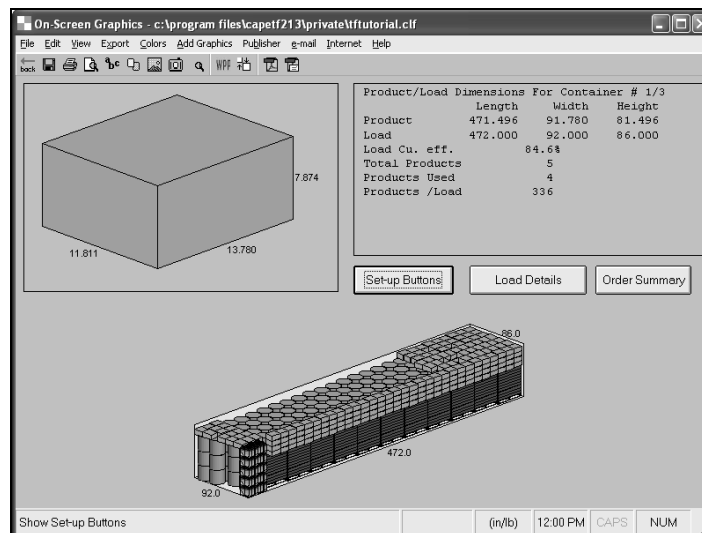 On-Screen Graphics - c:\program files\capetf213\private\tftutorial.clf
File Edit View Export Colors Add Graphics Publisher e-mail Internet Help
back abc WPF
Product/Load Dimensions For Container # 1/3
Length Width Height
Product 471.496 91.780 81.496
Load 472.000 92.000 86.000
Load Cu. eff. 84.6%
Total Products 5
Products Used 4
Products /Load 336
7.874
11.811
13.780
Set-up Buttons Load Details Order Summary
86.0
472.0
92.0
Show Set-up Buttons (in/lb) 12:00 PM CAPS NUM